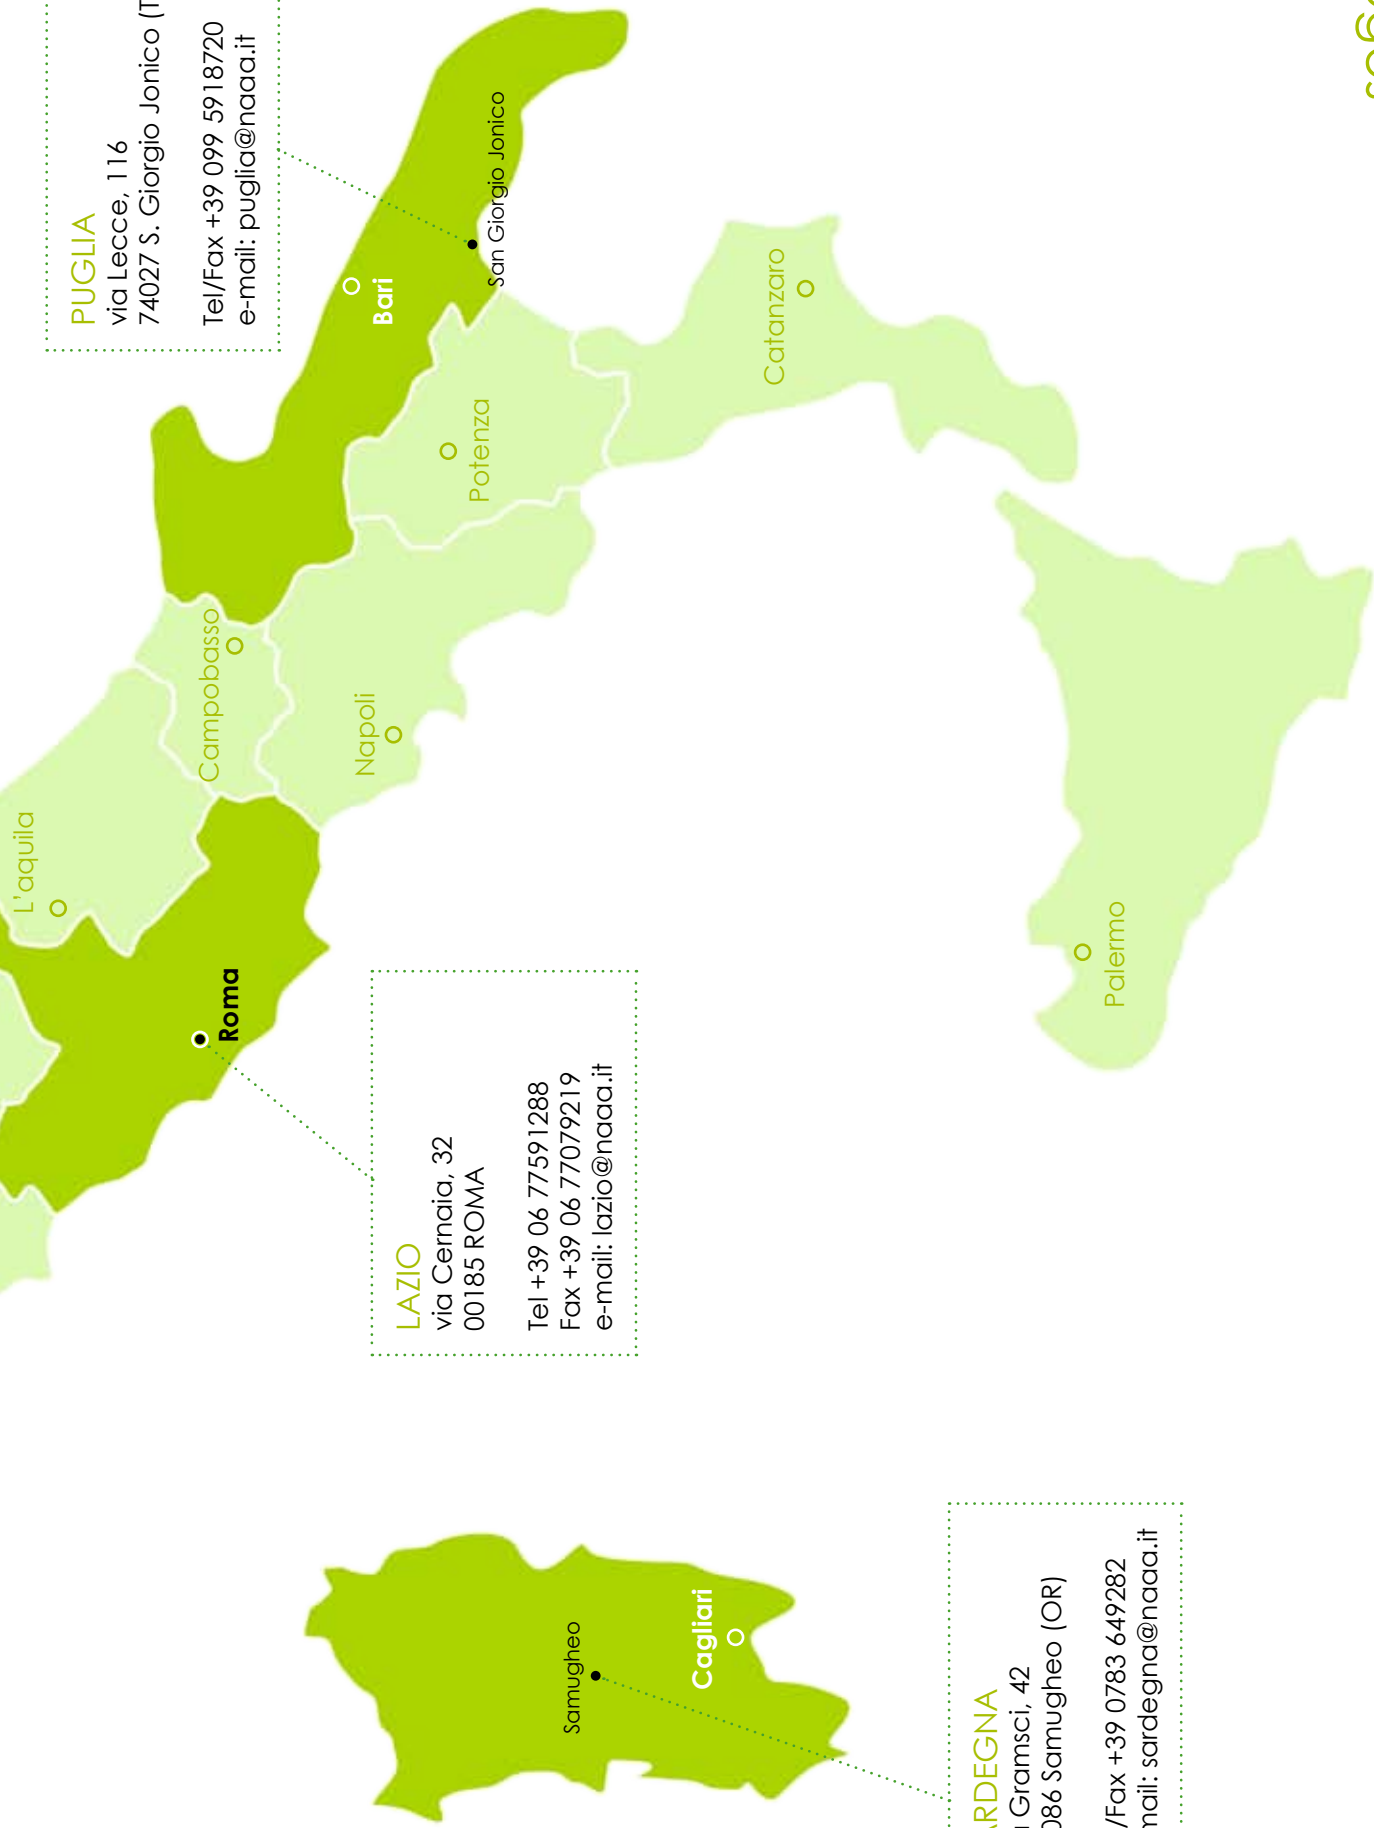 PUGLIA
via Lecce, 116
74027 S. Giorgio Jonico (T
Tel/Fax +39 099 5918720
e-mail: puglia@naaa.it
San Giorgio Jonico
Bari
Potenza
Catanzaro
Campobasso
Napoli
L'aquila
Roma
Palermo
LAZIO
via Cernaia, 32
00185 ROMA
Tel +39 06 77591288
Fax +39 06 77079219
e-mail: lazio@naaa.it
Samugheo
Cagliari
ARDEGNA
Gramsci, 42
086 Samugheo (OR)
/Fax +39 0783 649282
mail: sardegna@naaa.it